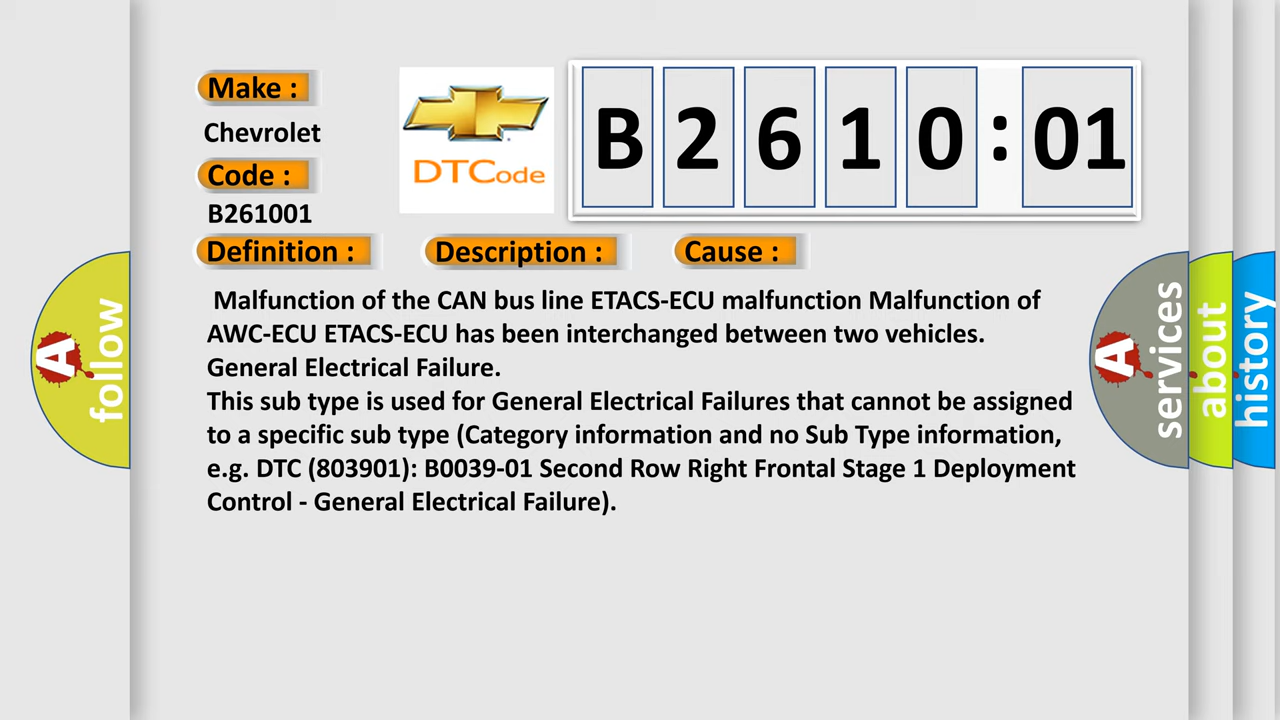 Make :
Chevrolet
Code :
B261001
DTCode
B2610:01
Definition :
Description :
Cause :
Malfunction of the CAN bus line ETACS-ECU malfunction Malfunction of
AWC-ECU ETACS-ECU has been interchanged between two vehicles.
General Electrical Failure.
This sub type is used for General Electrical Failures that cannot be assigned
to a specific sub type (Category information and no Sub Type information,
e.g. DTC (803901): B0039-01 Second Row Right Frontal Stage 1 Deployment
Control - General Electrical Failure).
A follow
A services
about
history